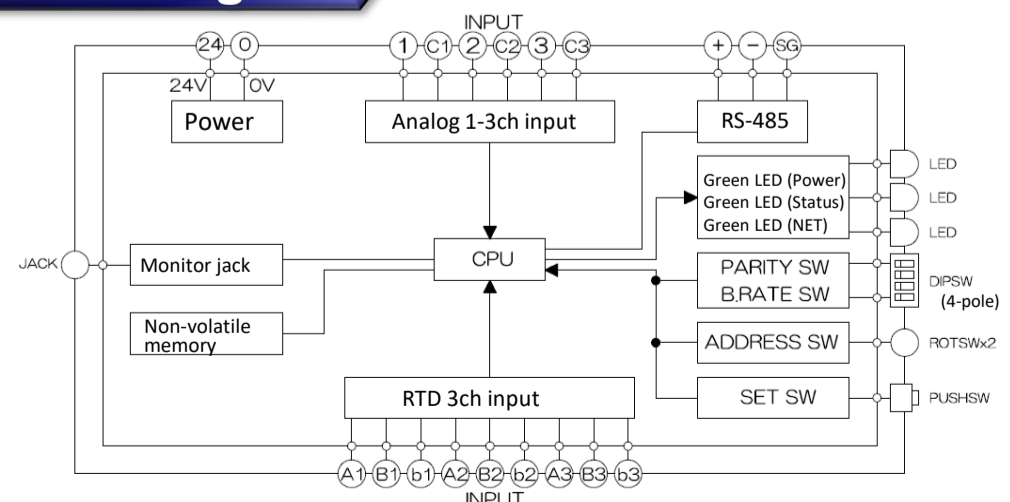 INPUT
24 0 1 C1 2 C2 3 C3 + − SG
24V 0V
Power
Analog 1-3ch input
RS-485
Green LED (Power)
Green LED (Status)
Green LED (NET)
LED
LED
LED
JACK
Monitor jack
CPU
PARITY SW
B.RATE SW
DIPSW
(4-pole)
Non-volatile
memory
ADDRESS SW
ROTSWx2
RTD 3ch input
SET SW
PUSHSW
A1 B1 b1 A2 B2 b2 A3 B3 b3
INPUT